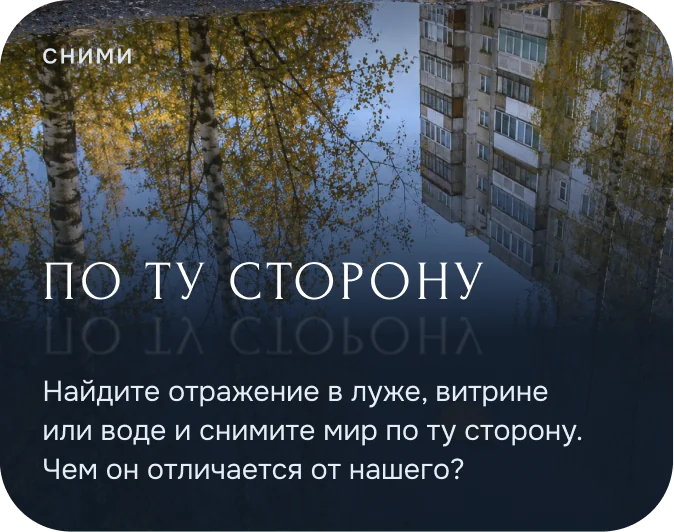 СНИМИ
ПО ТУ СТОРОНУ
Найдите отражение в луже, витрине
или воде и снимите мир по ту сторону.
Чем он отличается от нашего?